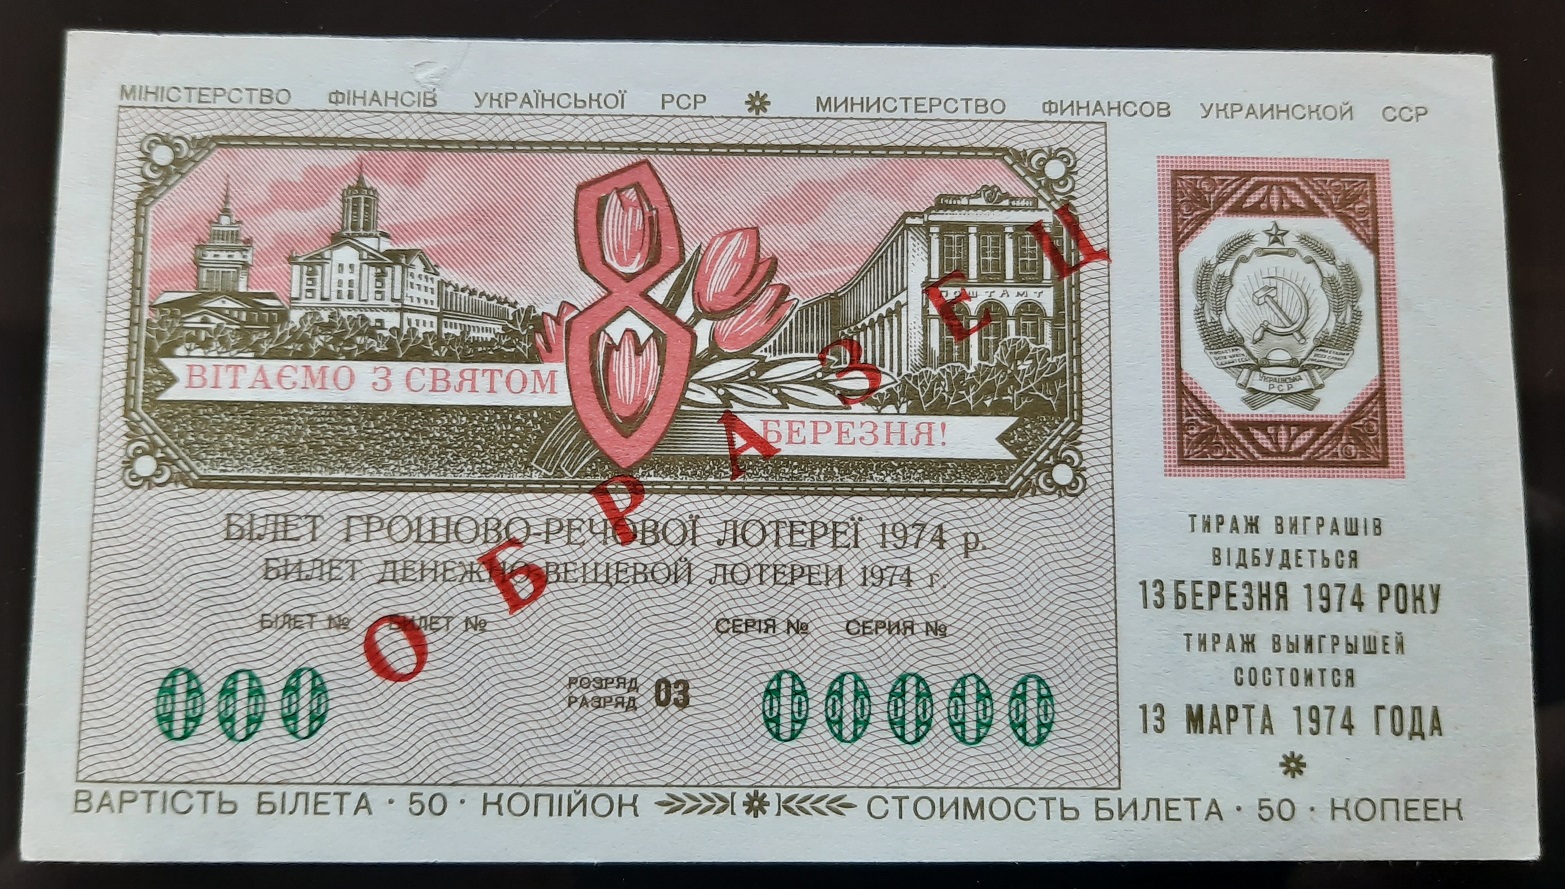 МІНІСТЕРСТВО ФІНАНСІВ УКРАЇНСЬКОЇ РСР МИНИСТЕРСТВО ФИНАНСОВ УКРАИНСКОЙ ССР
ПОШТАМТ
ВІТАЄМО З СВЯТОМ
8
БЕРЕЗНЯ!
УКРАЇНСЬКА
РСР
ОБРАЗЕЦ
БІЛЕТ ГРОШОВО-РЕЧОВОЇ ЛОТЕРЕЇ 1974 р.
БИЛЕТ ДЕНЕЖНО-ВЕЩЕВОЙ ЛОТЕРЕИ 1974 г.
БІЛЕТ № БИЛЕТ № СЕРІЯ № СЕРИЯ №
000 РОЗРЯД 03 00000
РАЗРЯД
ТИРАЖ ВИГРАШІВ
ВІДБУДЕТЬСЯ
13 БЕРЕЗНЯ 1974 РОКУ
ТИРАЖ ВЫИГРЫШЕЙ
СОСТОИТСЯ
13 МАРТА 1974 ГОДА
ВАРТІСТЬ БІЛЕТА · 50 · КОПІЙОК СТОИМОСТЬ БИЛЕТА · 50 · КОПЕЕК